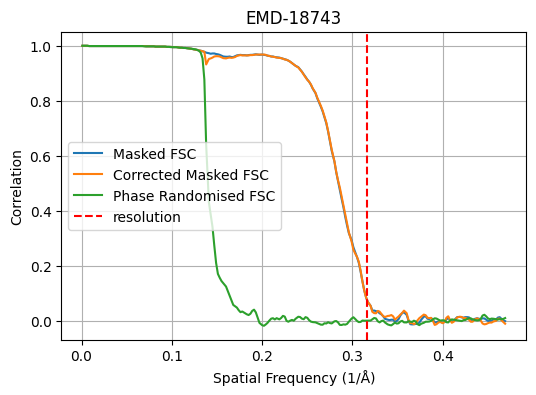 EMD-18743
1.0
0.8
0.6
0.4
0.2
0.0
Correlation
Masked FSC
Corrected Masked FSC
Phase Randomised FSC
resolution
0.0 0.1 0.2 0.3 0.4
Spatial Frequency (1/Å)